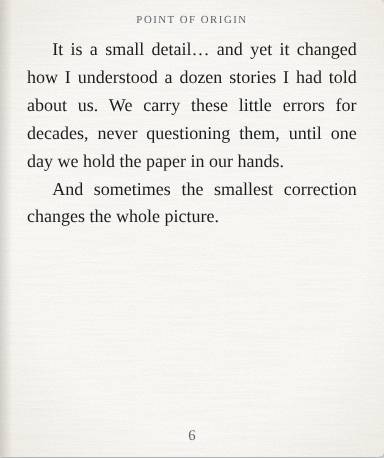 POINT OF ORIGIN
It is a small detail… and yet it changed
how I understood a dozen stories I had told
about us. We carry these little errors for
decades, never questioning them, until one
day we hold the paper in our hands.
And sometimes the smallest correction
changes the whole picture.
6